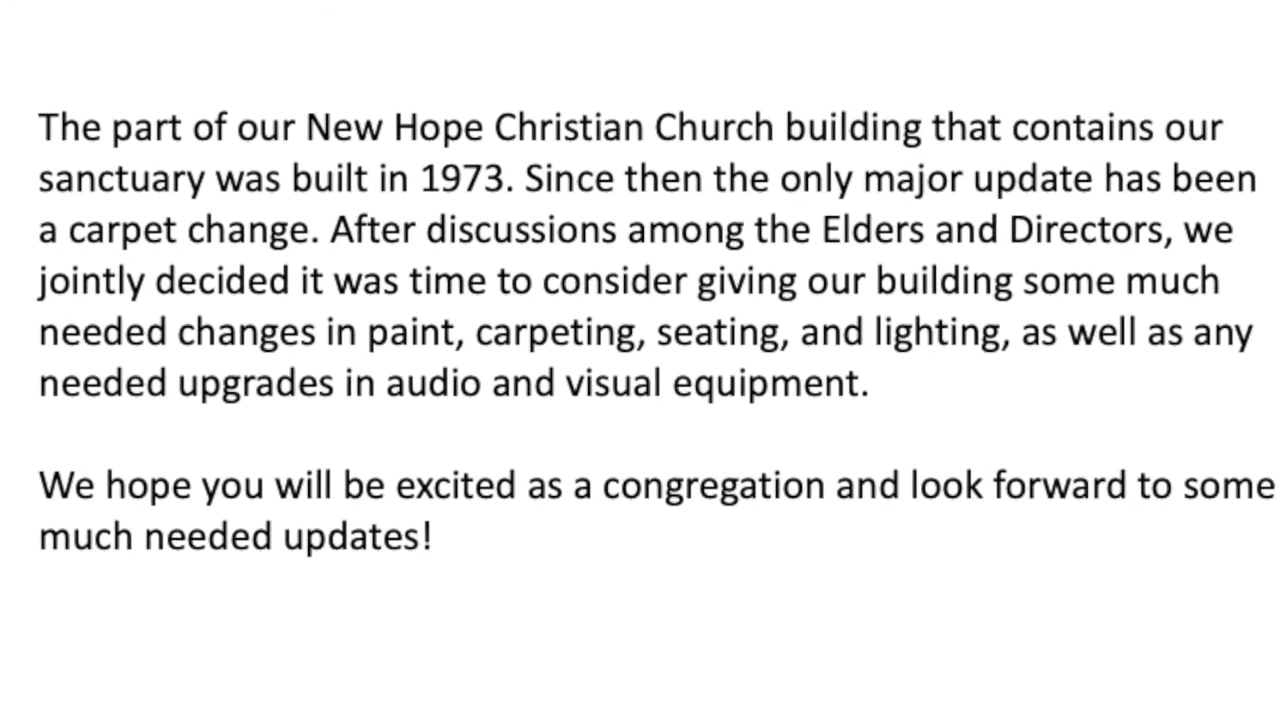 The part of our New Hope Christian Church building that contains our
sanctuary was built in 1973. Since then the only major update has been
a carpet change. After discussions among the Elders and Directors, we
jointly decided it was time to consider giving our building some much
needed changes in paint, carpeting, seating, and lighting, as well as any
needed upgrades in audio and visual equipment.
We hope you will be excited as a congregation and look forward to some
much needed updates!